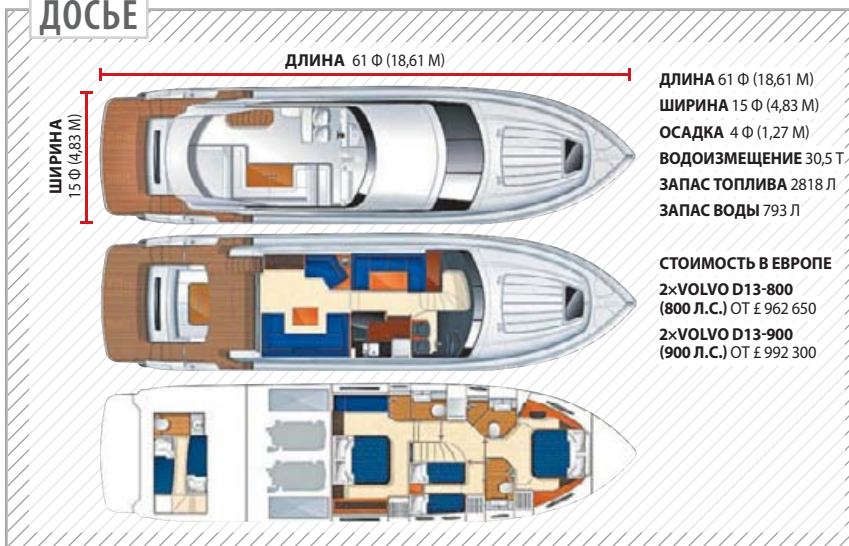 ДОСЬЕ
ДЛИНА 61 Ф (18,61 М)
ШИРИНА
15 Ф (4,83 М)
ДЛИНА 61 Ф (18,61 М)
ШИРИНА 15 Ф (4,83 М)
ОСАДКА 4 Ф (1,27 М)
ВОДОИЗМЕЩЕНИЕ 30,5 Т
ЗАПАС ТОПЛИВА 2818 Л
ЗАПАС ВОДЫ 793 Л
СТОИМОСТЬ В ЕВРОПЕ
2×VOLVO D13-800
(800 Л.С.) ОТ £ 962 650
2×VOLVO D13-900
(900 Л.С.) ОТ £ 992 300